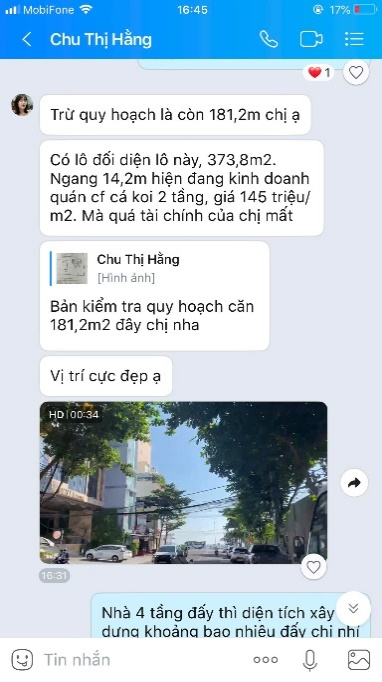 MobiFone 16:45 17%
Chu Thị Hằng
1
Trừ quy hoạch là còn 181,2m chị ạ
Có lô đối diện lô này, 373,8m2.
Ngang 14,2m hiện đang kinh doanh
quán cf cá koi 2 tầng, giá 145 triệu/
m2. Mà quá tài chính của chị mất
Chu Thị Hằng
[Hình ảnh]
Bản kiểm tra quy hoạch căn
181,2m2 đây chị nha
Vị trí cực đẹp ạ
HD 00:34
16:31
Nhà 4 tầng đấy thì diện tích xây
dựng khoảng bao nhiêu đấy chị nhỉ
Tin nhắn